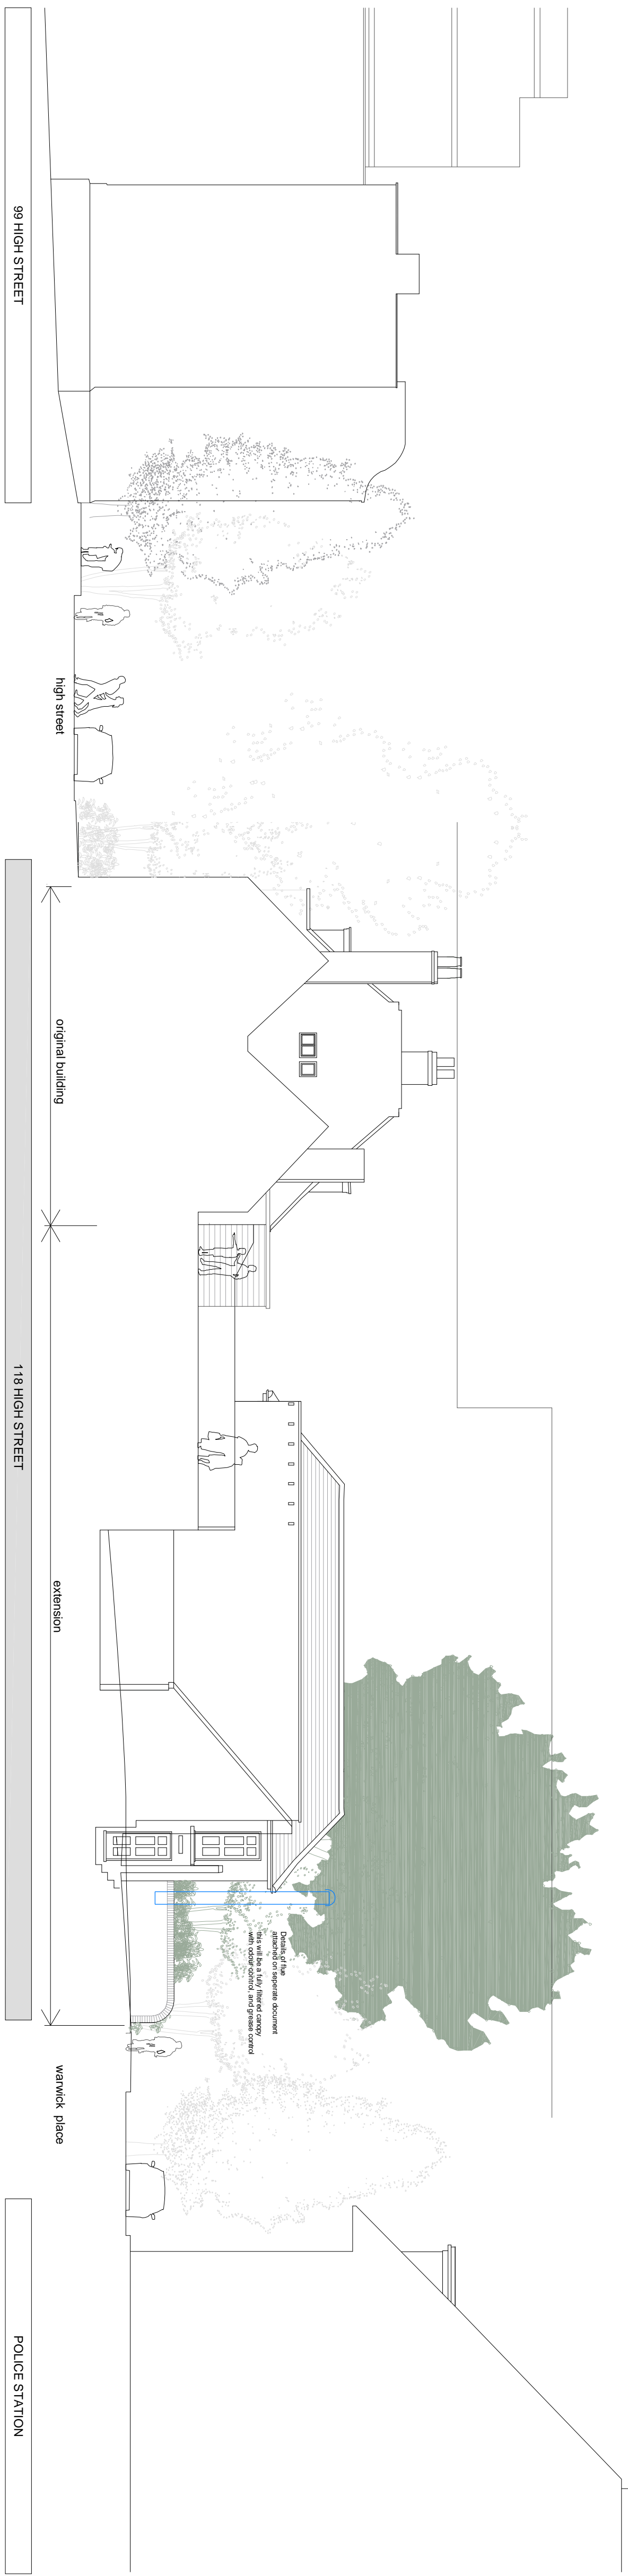 99 HIGH STREET
high street
original building
118 HIGH STREET
extension
Details of flue
attached on seperate document
this will be a fully filtered canopy
with odour control, and grease control
warwick place
POLICE STATION